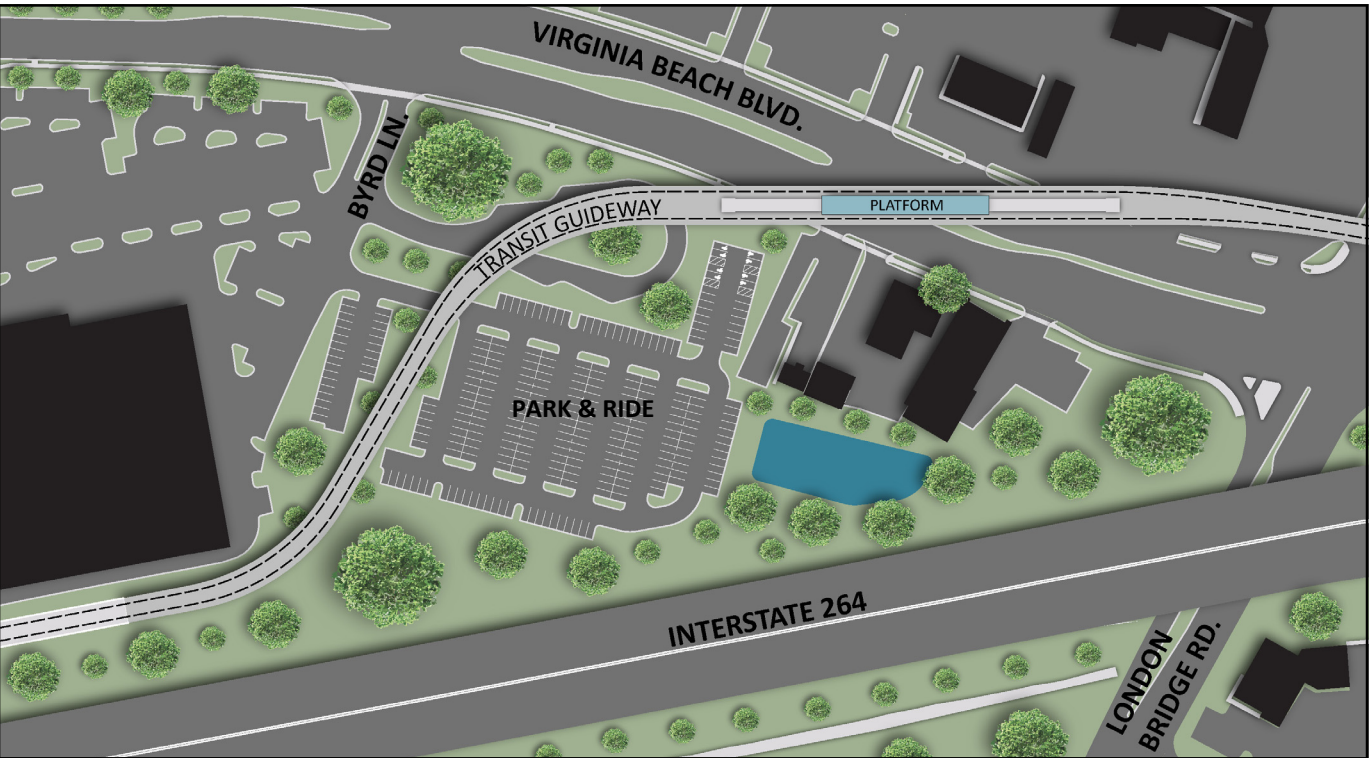 VIRGINIA BEACH BLVD.
BYRD LN.
TRANSIT GUIDEWAY
PLATFORM
PARK & RIDE
INTERSTATE 264
LONDON
BRIDGE RD.